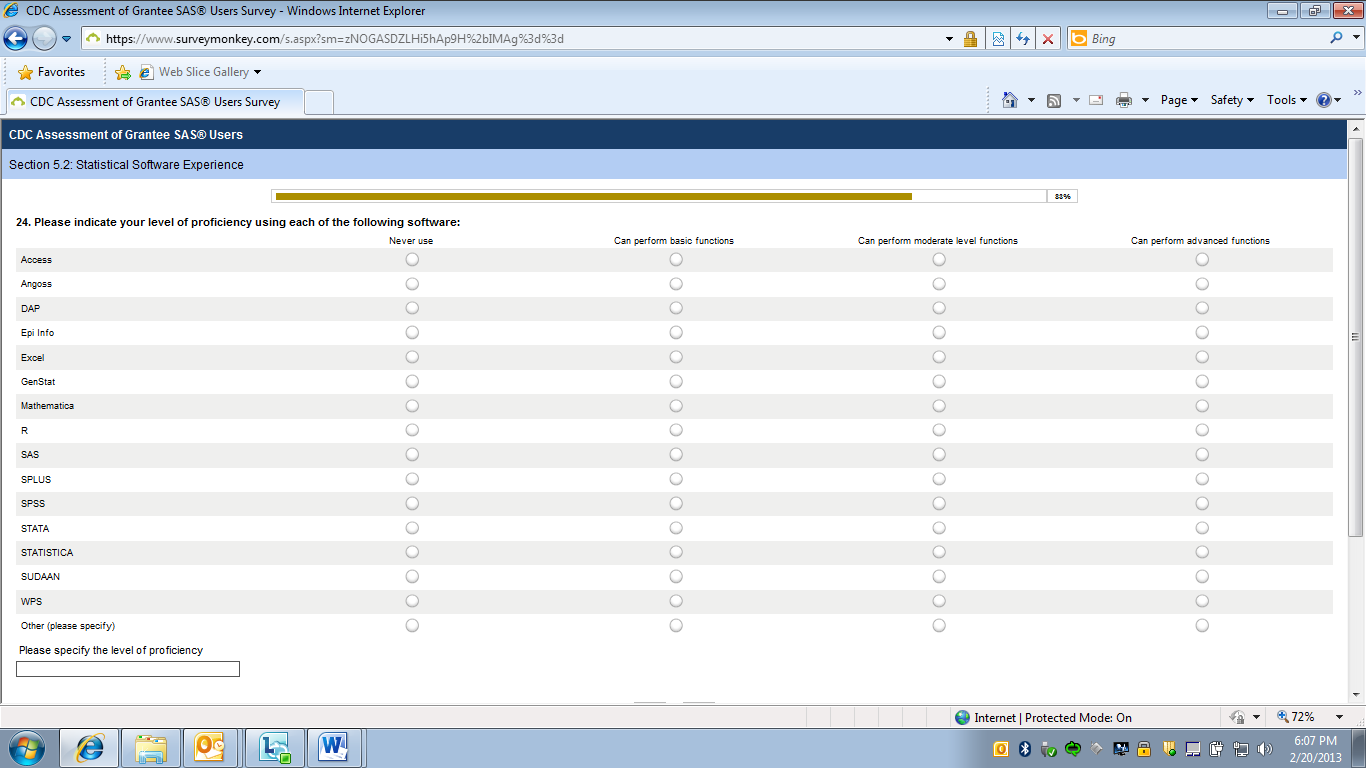 CDC Assessment of Grantee SAS® Users Survey - Windows Internet Explorer
https://www.surveymonkey.com/s.aspx?sm=zNOGASDZLHi5hAp9H%2bIMAg%3d%3d
Bing
Favorites Web Slice Gallery
CDC Assessment of Grantee SAS® Users Survey
Page Safety Tools
CDC Assessment of Grantee SAS® Users
Section 5.2: Statistical Software Experience
83%
24. Please indicate your level of proficiency using each of the following software:
Never use Can perform basic functions Can perform moderate level functions Can perform advanced functions
Access
Angoss
DAP
Epi Info
Excel
GenStat
Mathematica
R
SAS
SPLUS
SPSS
STATA
STATISTICA
SUDAAN
WPS
Other (please specify)
Please specify the level of proficiency
Internet | Protected Mode: On 72%
6:07 PM
2/20/2013